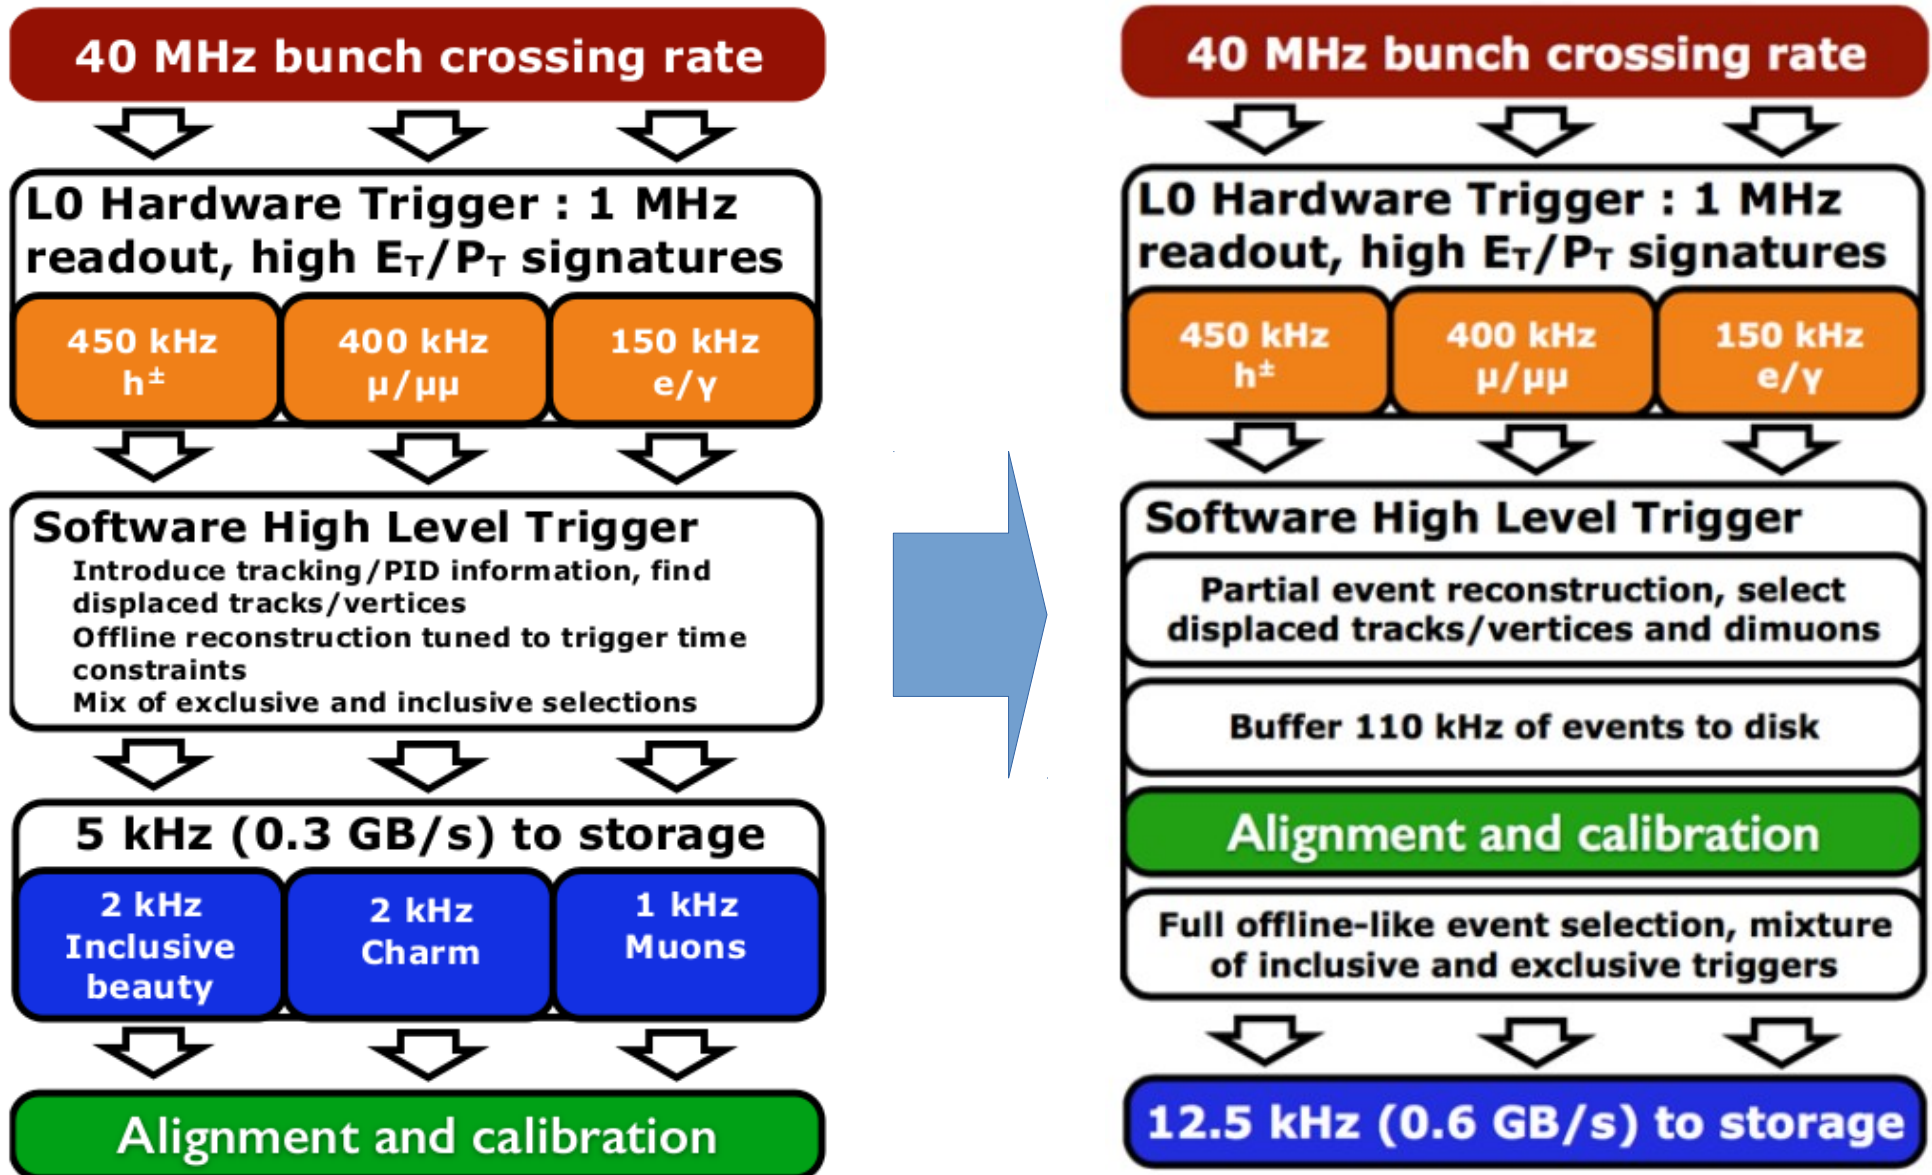 40 MHz bunch crossing rate
L0 Hardware Trigger : 1 MHz
readout, high ET/PT signatures
450 kHz
h±
400 kHz
μ/μμ
150 kHz
e/γ
Software High Level Trigger
Introduce tracking/PID information, find
displaced tracks/vertices
Offline reconstruction tuned to trigger time
constraints
Mix of exclusive and inclusive selections
5 kHz (0.3 GB/s) to storage
2 kHz
Inclusive
beauty
2 kHz
Charm
1 kHz
Muons
Alignment and calibration
40 MHz bunch crossing rate
L0 Hardware Trigger : 1 MHz
readout, high ET/PT signatures
450 kHz
h±
400 kHz
μ/μμ
150 kHz
e/γ
Software High Level Trigger
Partial event reconstruction, select
displaced tracks/vertices and dimuons
Buffer 110 kHz of events to disk
Alignment and calibration
Full offline-like event selection, mixture
of inclusive and exclusive triggers
12.5 kHz (0.6 GB/s) to storage